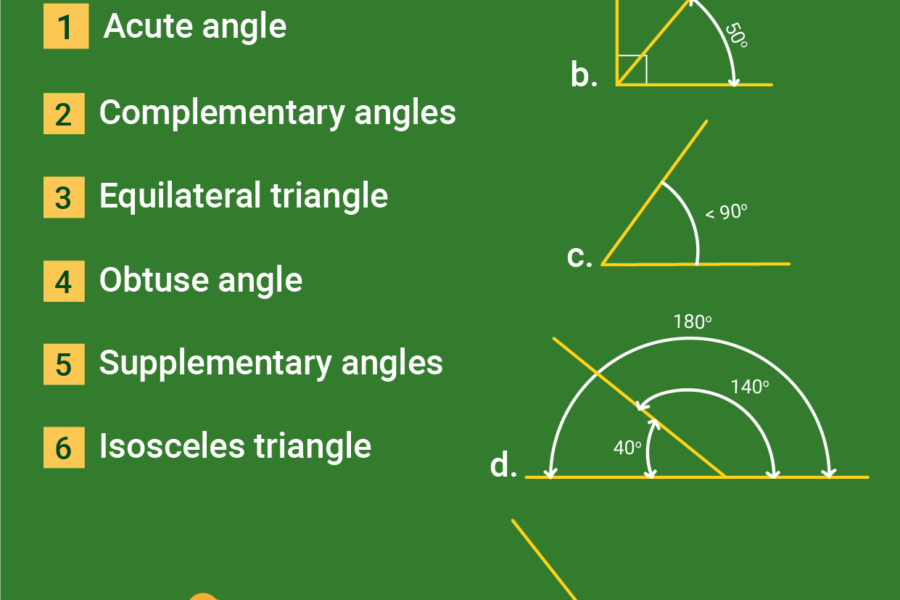 1 Acute angle
2 Complementary angles
3 Equilateral triangle
4 Obtuse angle
5 Supplementary angles
6 Isosceles triangle
b.
50°
c.
< 90°
d.
180°
140°
40°